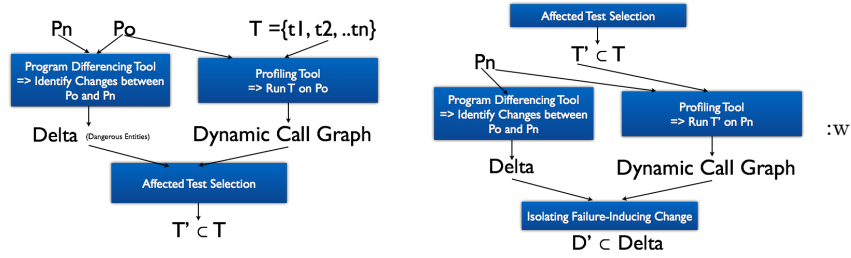 Pn Po T ={t1, t2, ..tn}
Program Differencing Tool
=> Identify Changes between
Po and Pn
Profiling Tool
=> Run T on Po
Delta (Dangerous Entities)
Dynamic Call Graph
Affected Test Selection
T' ⊂ T
Affected Test Selection
T' ⊂ T
Pn
Program Differencing Tool
=> Identify Changes between
Po and Pn
Profiling Tool
=> Run T' on Pn
Delta
Dynamic Call Graph
Isolating Failure-Inducing Change
D' ⊂ Delta
:w